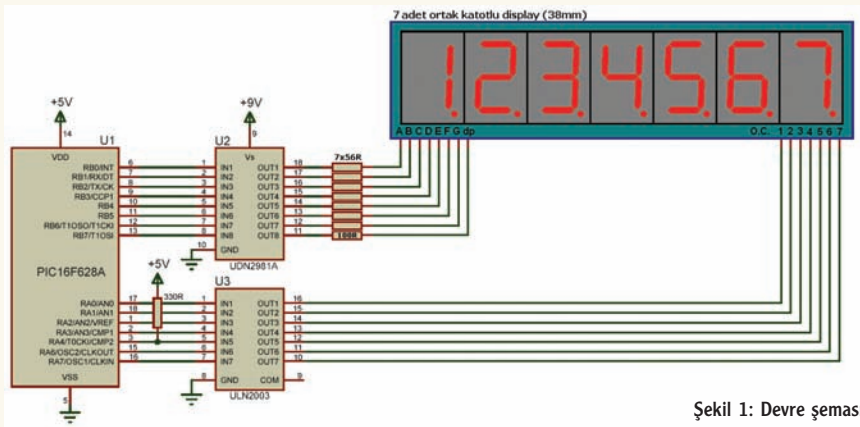 7 adet ortak katotlu display (38mm)
1.2.3.4.5.6.7.
A B C D E F G dp
O.C. 1 2 3 4 5 6 7
+5V
14
U1
VDD
RB0/INT 6
RB1/RX/DT 7
RB2/TX/CK 8
RB3/CCP1 9
RB4 10
RB5 11
RB6/T1OSO/T1CKI 12
RB7/T1OSI 13
PIC16F628A
RA0/AN0 17
RA1/AN1 18
RA2/AN2/VREF 1
RA3/AN3/CMP1 2
RA4/T0CKI/CMP2 3
RA6/OSC2/CLKOUT 15
RA7/OSC1/CLKIN 16
VSS
5
+9V
9
U2
Vs
1 IN1 OUT1 18
2 IN2 OUT2 17
3 IN3 OUT3 16
4 IN4 OUT4 15
5 IN5 OUT5 14
6 IN6 OUT6 13
7 IN7 OUT7 12
8 IN8 OUT8 11
10 GND
UDN2981A
7x56R
100R
+5V
330R
U3
1 IN1 OUT1 16
2 IN2 OUT2 15
3 IN3 OUT3 14
4 IN4 OUT4 13
5 IN5 OUT5 12
6 IN6 OUT6 11
7 IN7 OUT7 10
8 GND COM 9
ULN2003
Şekil 1: Devre şeması